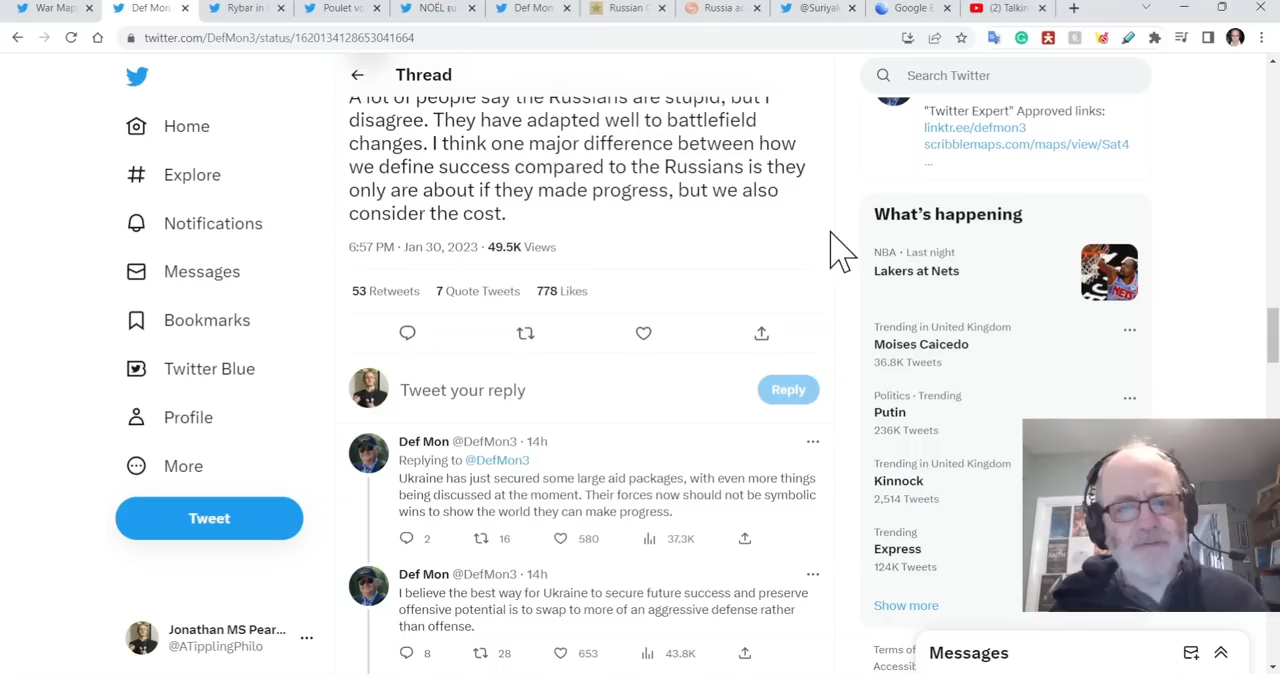 War Map
Def Mon
Rybar in
Poulet vo
NOËL
Def Mon
Russian
Russia a
@Suriyak
Google E
(2) Talkin
twitter.com/DefMon3/status/1620134128653041664
Thread
Search Twitter
Home
Explore
Notifications
Messages
Bookmarks
Twitter Blue
Profile
More
Tweet
Jonathan MS Pear...
@ATipplingPhilo
A lot of people say the Russians are stupid, but I
disagree. They have adapted well to battlefield
changes. I think one major difference between how
we define success compared to the Russians is they
only are about if they made progress, but we also
consider the cost.
6:57 PM · Jan 30, 2023 · 49.5K Views
53 Retweets 7 Quote Tweets 778 Likes
Tweet your reply
Reply
Def Mon @DefMon3 · 14h
Replying to @DefMon3
Ukraine has just secured some large aid packages, with even more things
being discussed at the moment. Their forces now should not be symbolic
wins to show the world they can make progress.
2 16 580 37.3K
Def Mon @DefMon3 · 14h
I believe the best way for Ukraine to secure future success and preserve
offensive potential is to swap to more of an aggressive defense rather
than offense.
8 28 653 43.8K
"Twitter Expert" Approved links:
linktr.ee/defmon3
scribblemaps.com/maps/view/Sat4
...
What's happening
NBA · Last night
Lakers at Nets
Trending in United Kingdom
Moises Caicedo
36.8K Tweets
Politics · Trending
Putin
236K Tweets
Trending in United Kingdom
Kinnock
2,514 Tweets
Trending
Express
124K Tweets
Show more
Terms of
Accessib
Messages